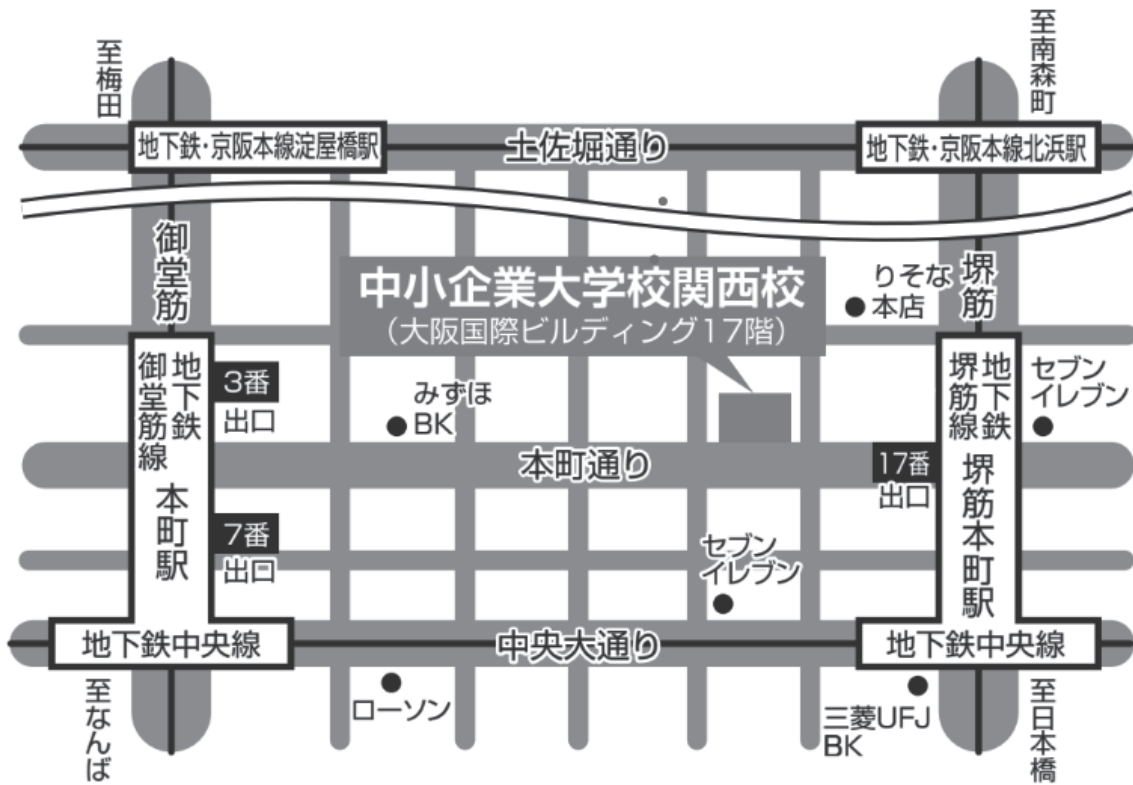 至梅田
至南森町
地下鉄・京阪本線淀屋橋駅
土佐堀通り
地下鉄・京阪本線北浜駅
御堂筋
中小企業大学校関西校
（大阪国際ビルディング17階）
りそな
本店
堺筋
地下鉄
御堂筋線
本町駅
3番
出口
みずほ
BK
地下鉄
堺筋線
堺筋本町駅
セブン
イレブン
本町通り
17番
出口
7番
出口
セブン
イレブン
地下鉄中央線
中央大通り
地下鉄中央線
至なんば
ローソン
三菱UFJ
BK
至日本橋